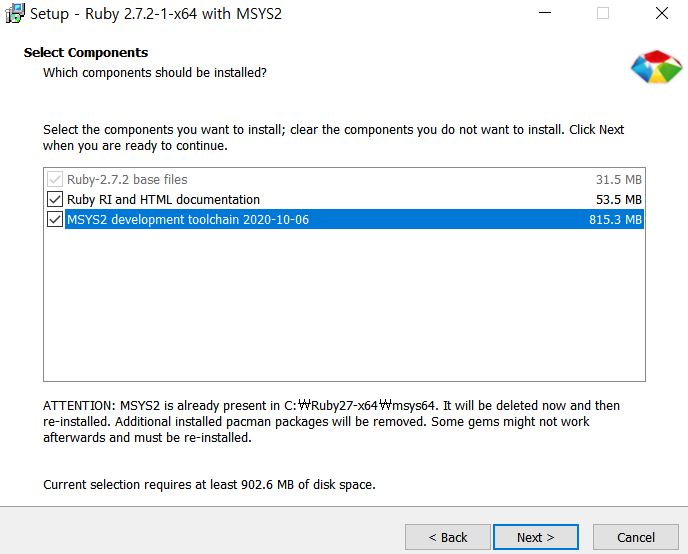 Setup - Ruby 2.7.2-1-x64 with MSYS2
Select Components
Which components should be installed?
Select the components you want to install; clear the components you do not want to install. Click Next
when you are ready to continue.
Ruby-2.7.2 base files 31.5 MB
Ruby RI and HTML documentation 53.5 MB
MSYS2 development toolchain 2020-10-06 815.3 MB
ATTENTION: MSYS2 is already present in C:₩Ruby27-x64₩msys64. It will be deleted now and then
re-installed. Additional installed pacman packages will be removed. Some gems might not work
afterwards and must be re-installed.
Current selection requires at least 902.6 MB of disk space.
< Back Next > Cancel